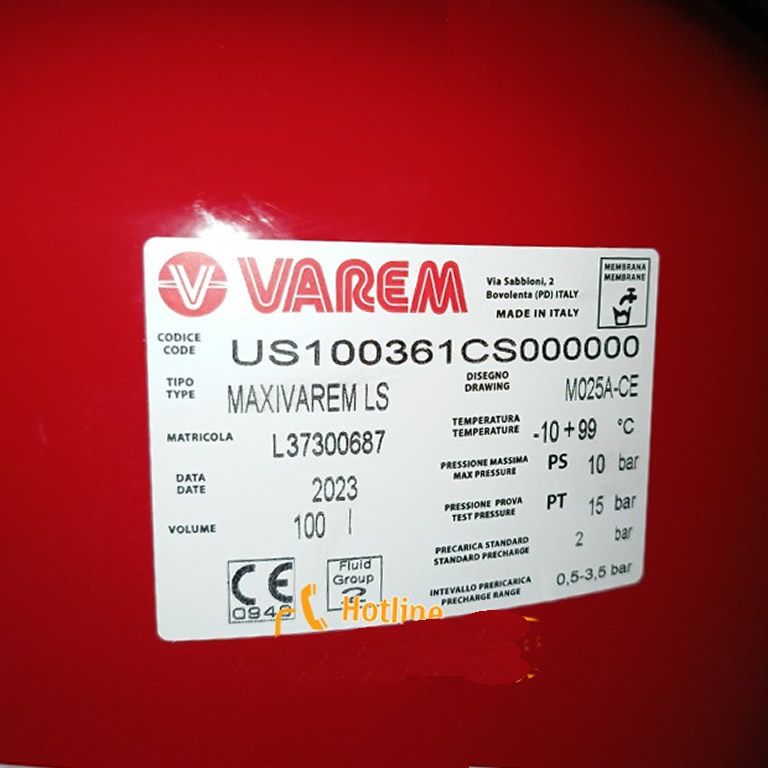 VAREM
Via Sabbioni, 2
Bovolenta (PD) ITALY
MADE IN ITALY
MEMBRANA
MEMBRANE
CODICE
CODE
US100361CS000000
TIPO
TYPE
MAXIVAREM LS
DISEGNO
DRAWING
M025A-CE
MATRICOLA
L37300687
TEMPERATURA
TEMPERATURE
-10 +99 °C
DATA
DATE
2023
PRESSIONE MASSIMA
MAX PRESSURE
PS 10 bar
VOLUME
100 l
PRESSIONE PROVA
TEST PRESSURE
PT 15 bar
PRECARICA STANDARD
STANDARD PRECHARGE
2 bar
INTEVALLO PRERICARICA
PRECHARGE RANGE
0,5-3,5 bar
CE
Fluid
Group
Hotline